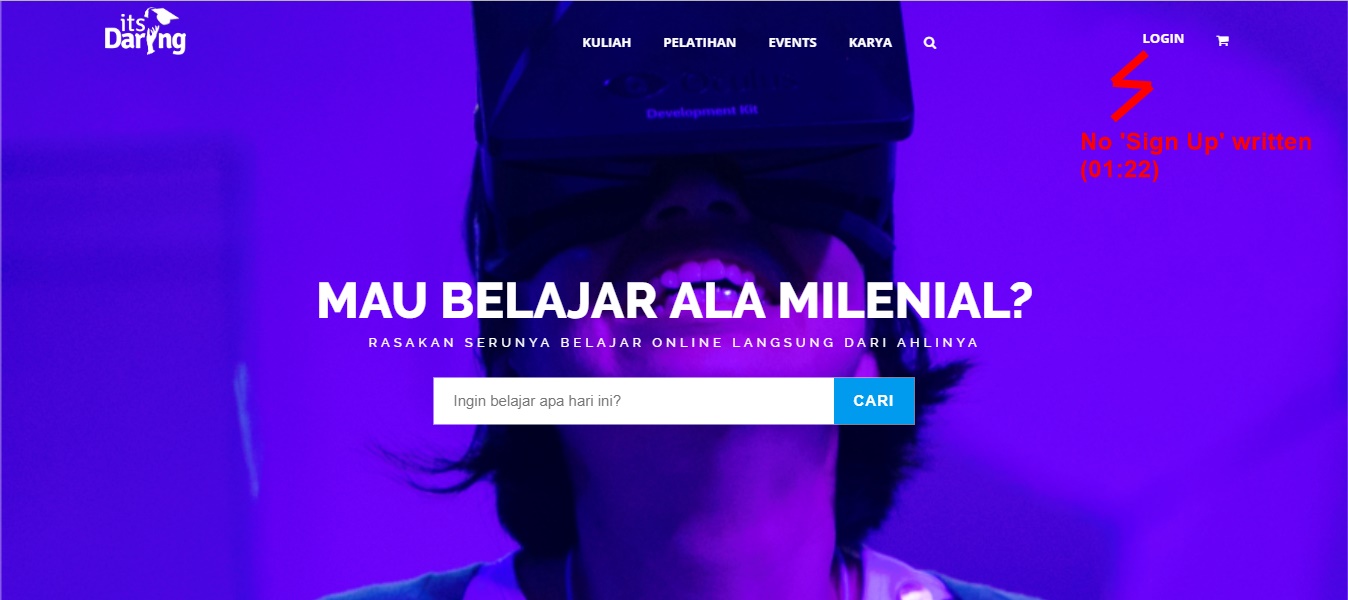 its
Daring
KULIAH PELATIHAN EVENTS KARYA LOGIN
No 'Sign Up' written
(01:22)
Development Kit
MAU BELAJAR ALA MILENIAL?
RASAKAN SERUNYA BELAJAR ONLINE LANGSUNG DARI AHLINYA
Ingin belajar apa hari ini? CARI